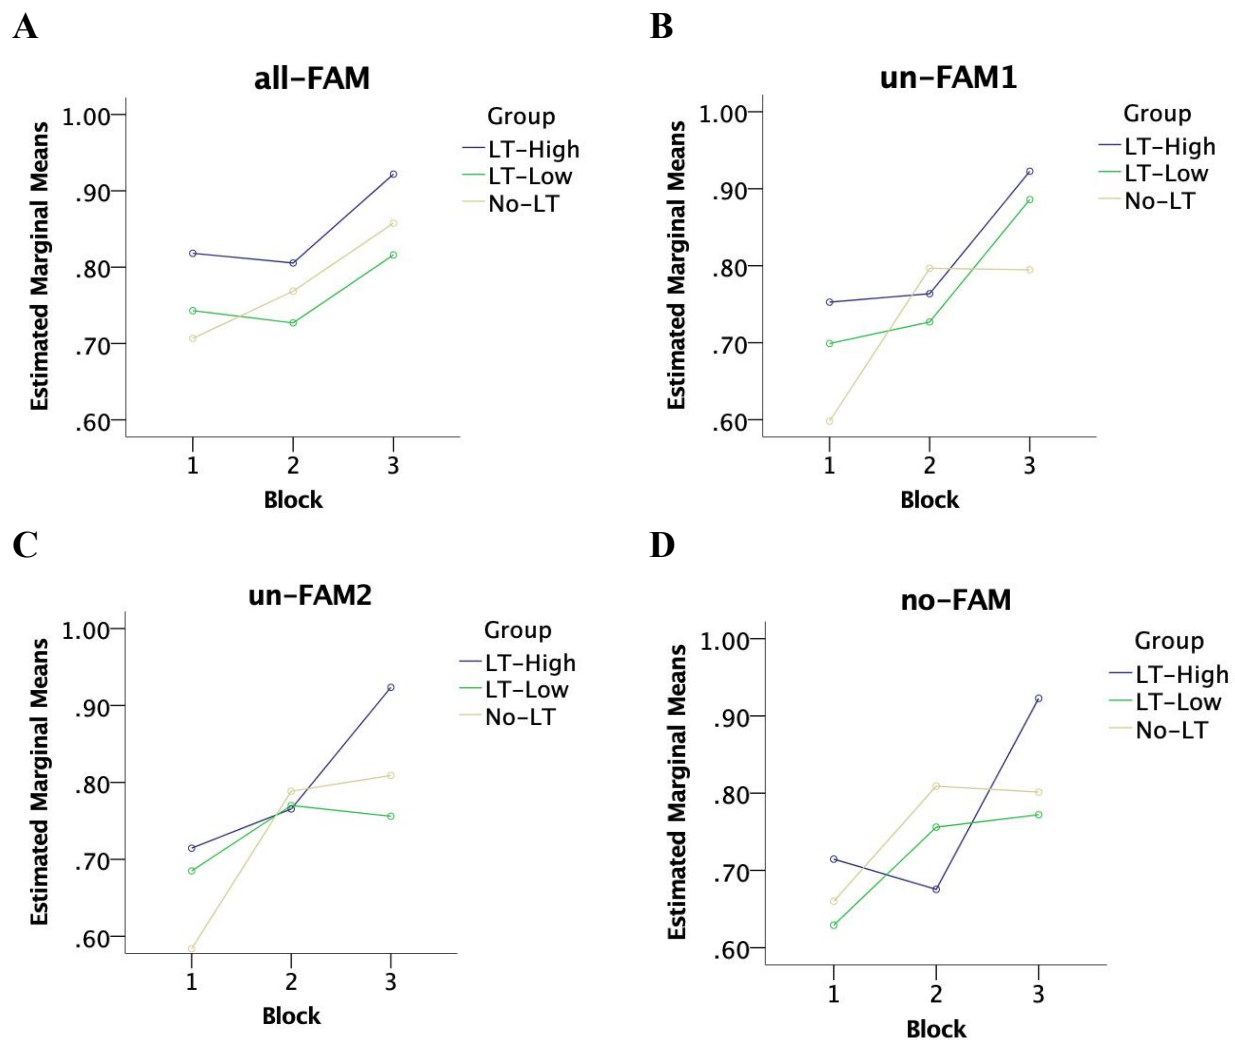 A
all-FAM
Estimated Marginal Means
1.00
.90
.80
.70
.60
1 2 3
Block
Group
LT-High
LT-Low
No-LT
B
un-FAM1
Estimated Marginal Means
1.00
.90
.80
.70
.60
1 2 3
Block
Group
LT-High
LT-Low
No-LT
C
un-FAM2
Estimated Marginal Means
1.00
.90
.80
.70
.60
1 2 3
Block
Group
LT-High
LT-Low
No-LT
D
no-FAM
Estimated Marginal Means
1.00
.90
.80
.70
.60
1 2 3
Block
Group
LT-High
LT-Low
No-LT